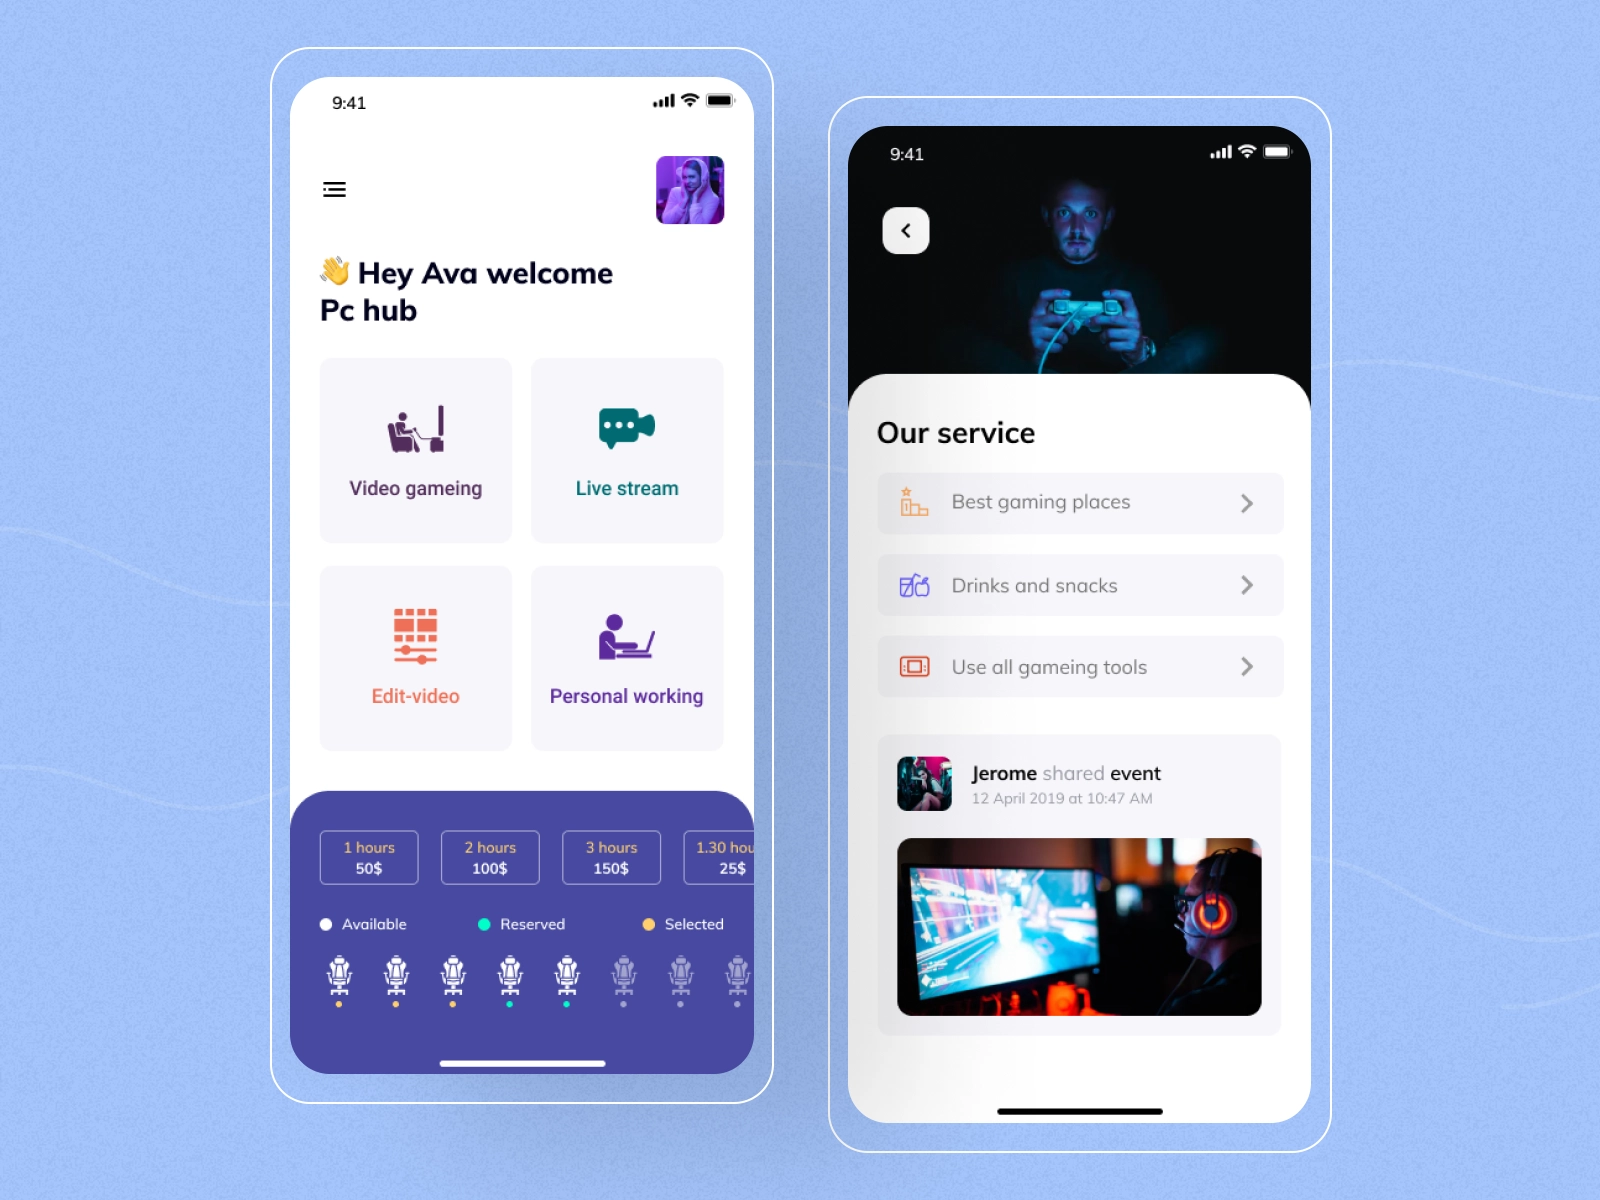 9:41
👋 Hey Ava welcome
Pc hub
Video gameing
Live stream
Edit-video
Personal working
1 hours
50$
2 hours
100$
3 hours
150$
1.30 hou
25$
Available
Reserved
Selected
9:41
Our service
Best gaming places
Drinks and snacks
Use all gameing tools
Jerome shared event
12 April 2019 at 10:47 AM